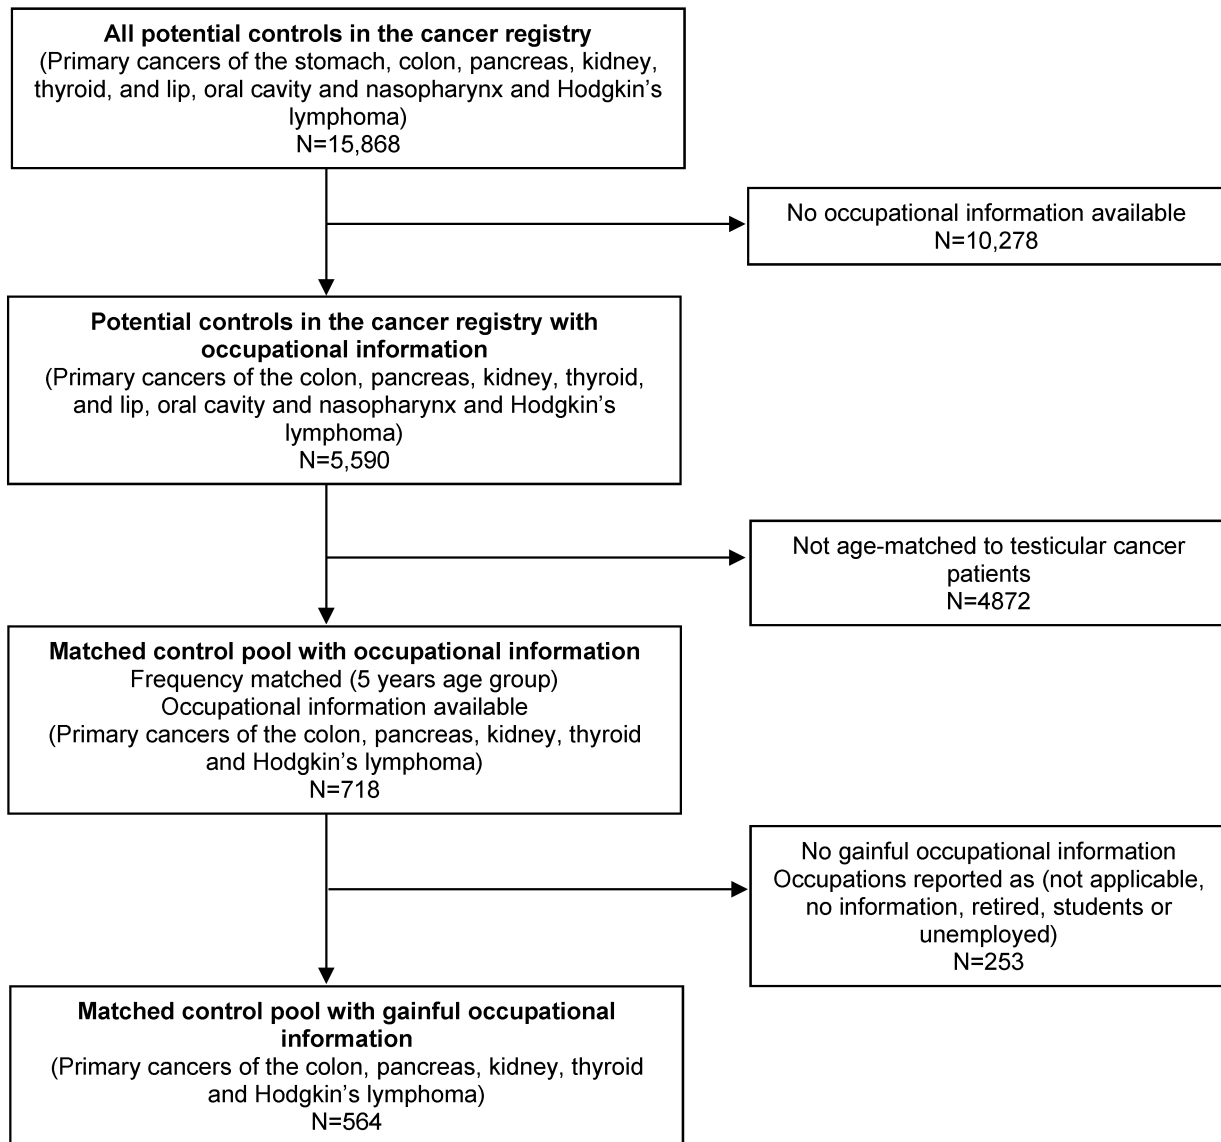 All potential controls in the cancer registry
(Primary cancers of the stomach, colon, pancreas, kidney,
thyroid, and lip, oral cavity and nasopharynx and Hodgkin's
lymphoma)
N=15,868
No occupational information available
N=10,278
Potential controls in the cancer registry with
occupational information
(Primary cancers of the colon, pancreas, kidney, thyroid,
and lip, oral cavity and nasopharynx and Hodgkin's
lymphoma)
N=5,590
Not age-matched to testicular cancer
patients
N=4872
Matched control pool with occupational information
Frequency matched (5 years age group)
Occupational information available
(Primary cancers of the colon, pancreas, kidney, thyroid
and Hodgkin's lymphoma)
N=718
No gainful occupational information
Occupations reported as (not applicable,
no information, retired, students or
unemployed)
N=253
Matched control pool with gainful occupational
information
(Primary cancers of the colon, pancreas, kidney, thyroid
and Hodgkin's lymphoma)
N=564